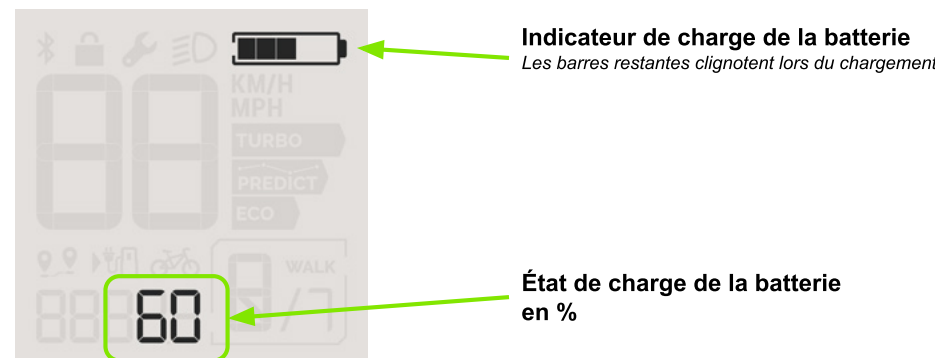 Indicateur de charge de la batterie
Les barres restantes clignotent lors du chargement
KM/H
MPH
TURBO
PREDICT
ECO
WALK
60
/7
État de charge de la batterie
en %